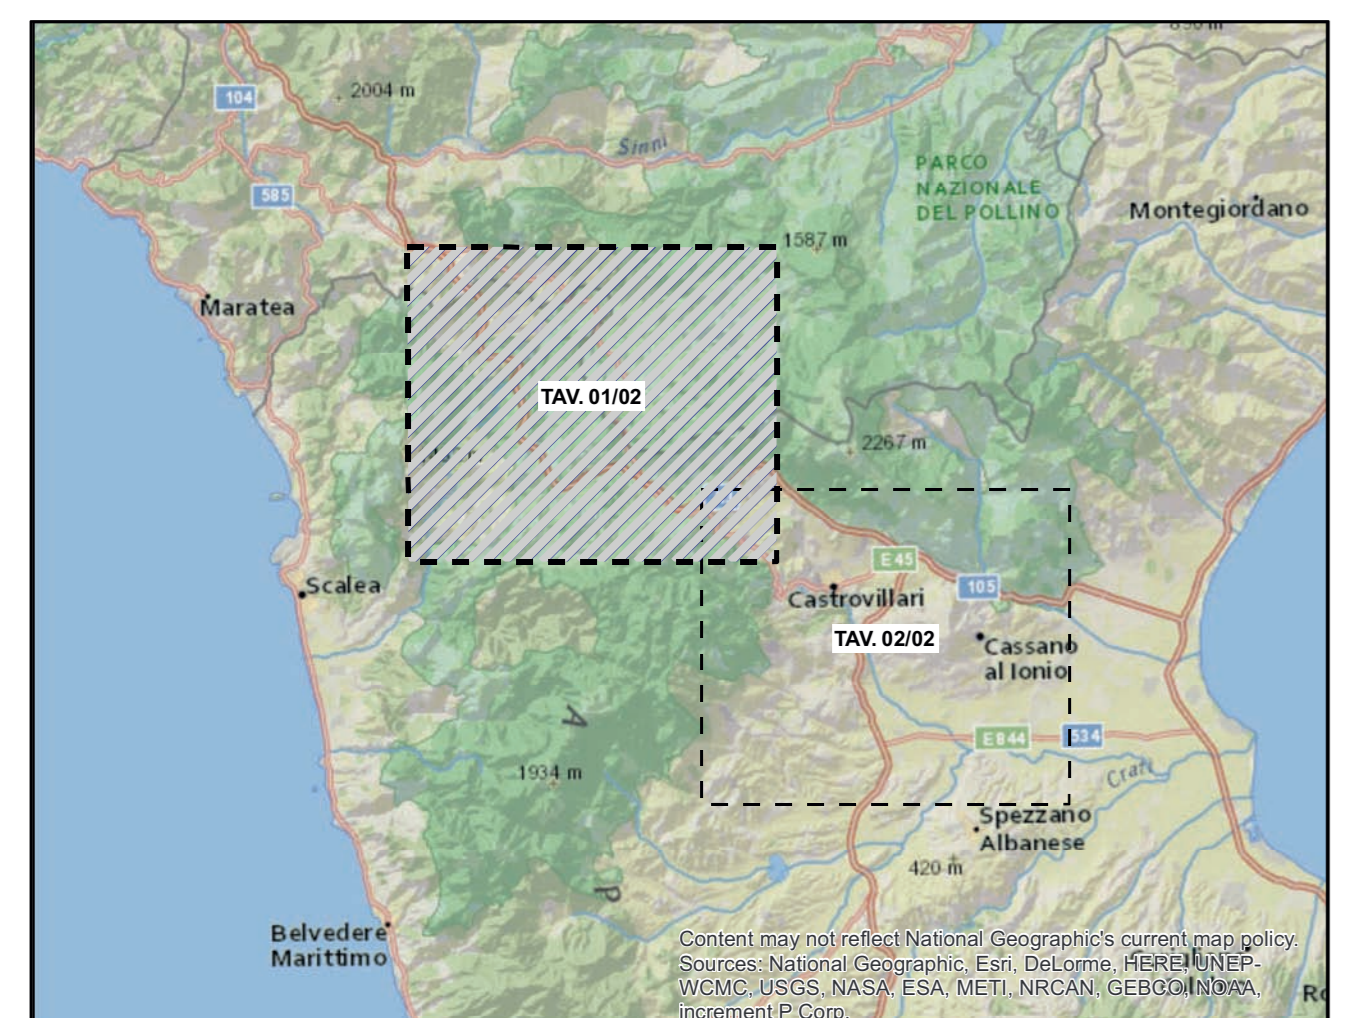 104
2004 m
Sinni
585
PARCO
NAZIONALE
DEL POLLINO
Montegiordano
1587 m
Maratea
TAV. 01/02
2267 m
E45
105
Scalea
Castrovillari
TAV. 02/02
Cassano
al Ionio
A
E844
534
Crati
1934 m
Spezzano
Albanese
420 m
P
Belvedere
Marittimo
Content may not reflect National Geographic's current map policy.
Sources: National Geographic, Esri, DeLorme, HERE, UNEP-
WCMC, USGS, NASA, ESA, METI, NRCAN, GEBCO, NOAA,
increment P Corp.